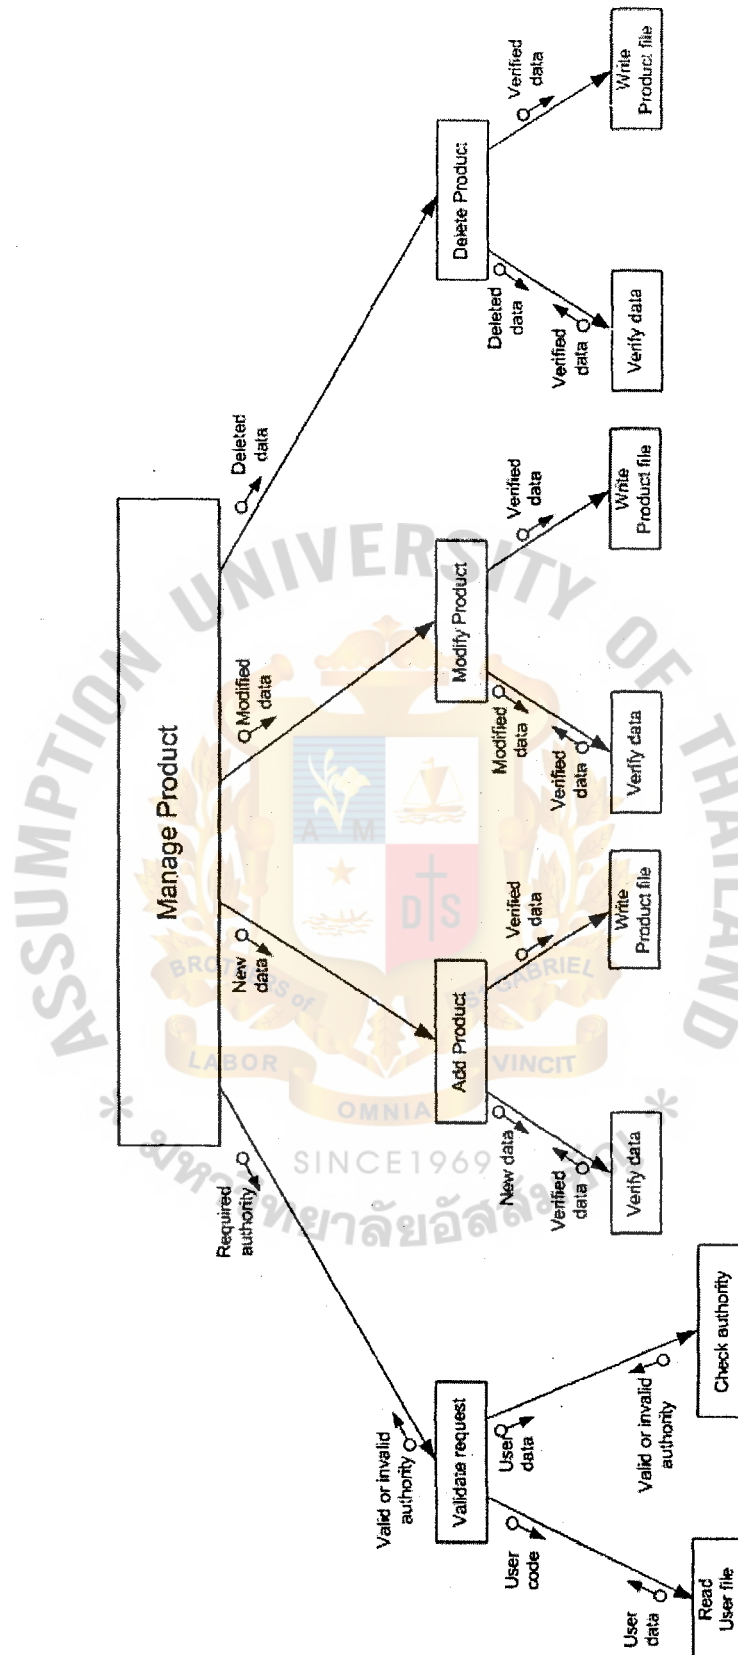 Manage Product
Required
authority
New
data
Modified
data
Deleted
data
Valid or invalid
authority
Validate request
Add Product
Modify Product
Delete Product
User
code
User
data
New data
Verified
data
Modified
data
Verified
data
Deleted
data
Verified
data
User
data
Valid or invalid
authority
Verified
data
Verified
data
Verified
data
Read
User file
Check authority
Verify data
Write
Product file
Verify data
Write
Product file
Verify data
Write
Product file
ASSUMPTION UNIVERSITY OF THAILAND
A M
D S
BROTHERS of
ST GABRIEL
LABOR
OMNIA
VINCIT
SINCE 1969